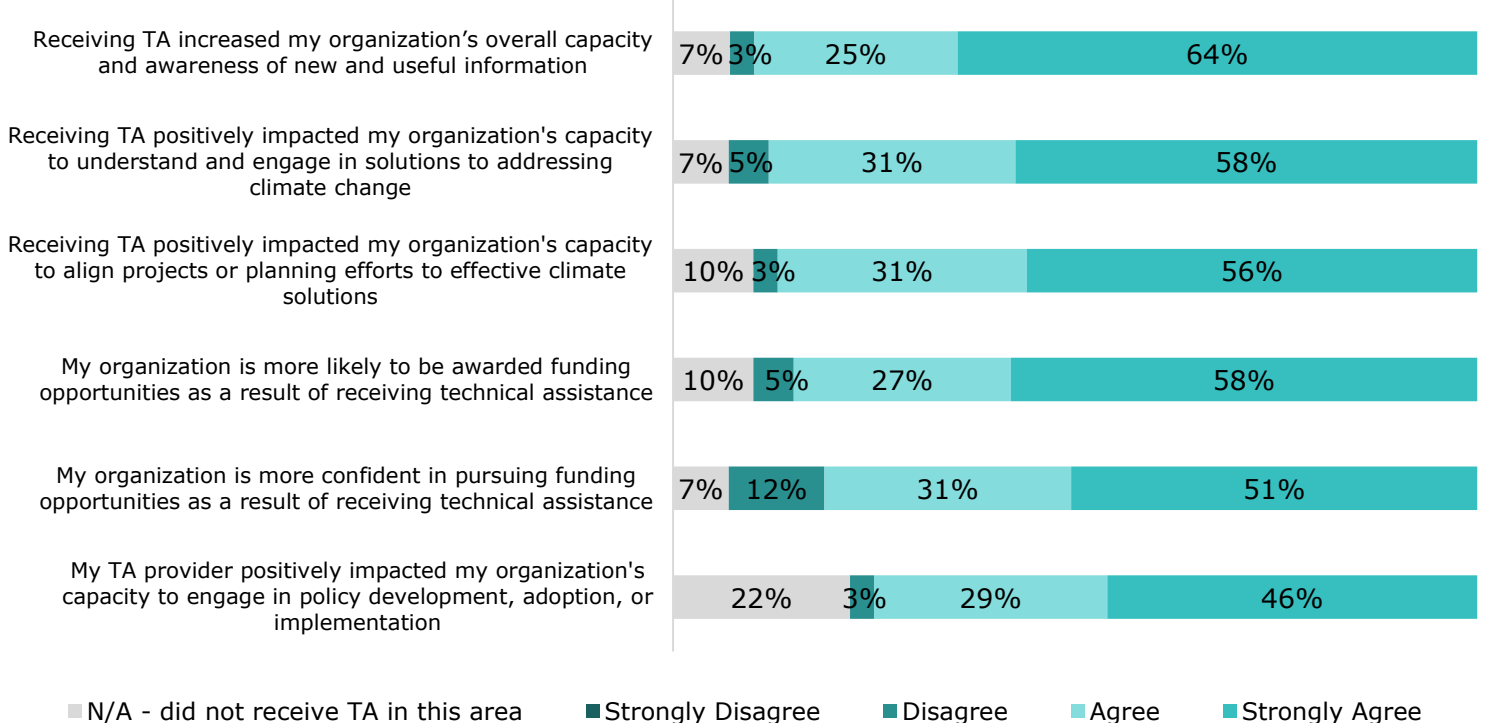 Receiving TA increased my organization’s overall capacity
and awareness of new and useful information
7% 3% 25% 64%
Receiving TA positively impacted my organization's capacity
to understand and engage in solutions to addressing
climate change
7% 5% 31% 58%
Receiving TA positively impacted my organization's capacity
to align projects or planning efforts to effective climate
solutions
10% 3% 31% 56%
My organization is more likely to be awarded funding
opportunities as a result of receiving technical assistance
10% 5% 27% 58%
My organization is more confident in pursuing funding
opportunities as a result of receiving technical assistance
7% 12% 31% 51%
My TA provider positively impacted my organization's
capacity to engage in policy development, adoption, or
implementation
22% 3% 29% 46%
N/A - did not receive TA in this area Strongly Disagree Disagree Agree Strongly Agree